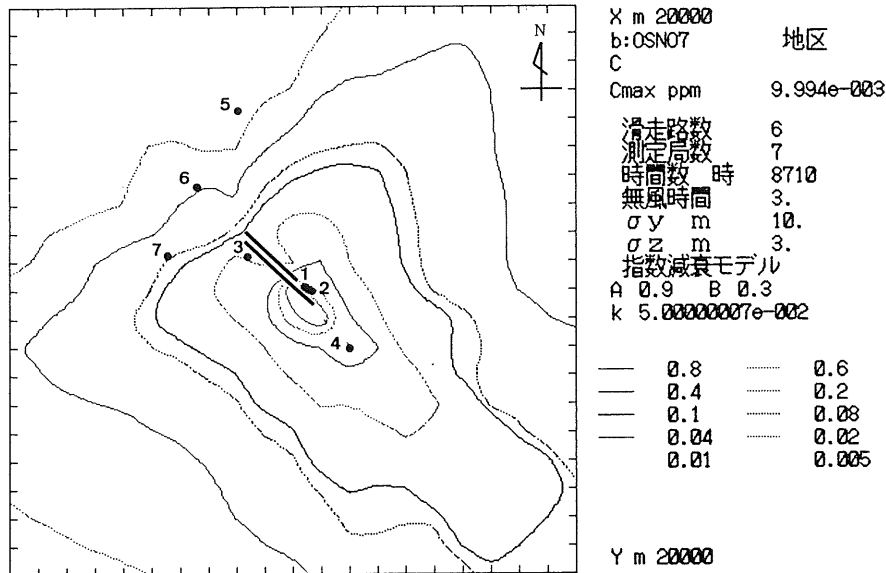 X m 20000
b:OSNO7 地区
C
Cmax ppm 9.994e-003
滑走路数 6
測定局数 7
時間数 時 8710
無風時間 3.
σy m 10.
σz m 3.
指数減衰モデル
A 0.9 B 0.3
k 5.00000007e-002
0.8 0.6
0.4 0.2
0.1 0.08
0.04 0.02
0.01 0.005
Y m 20000
N
5
6
7
3
1
2
4